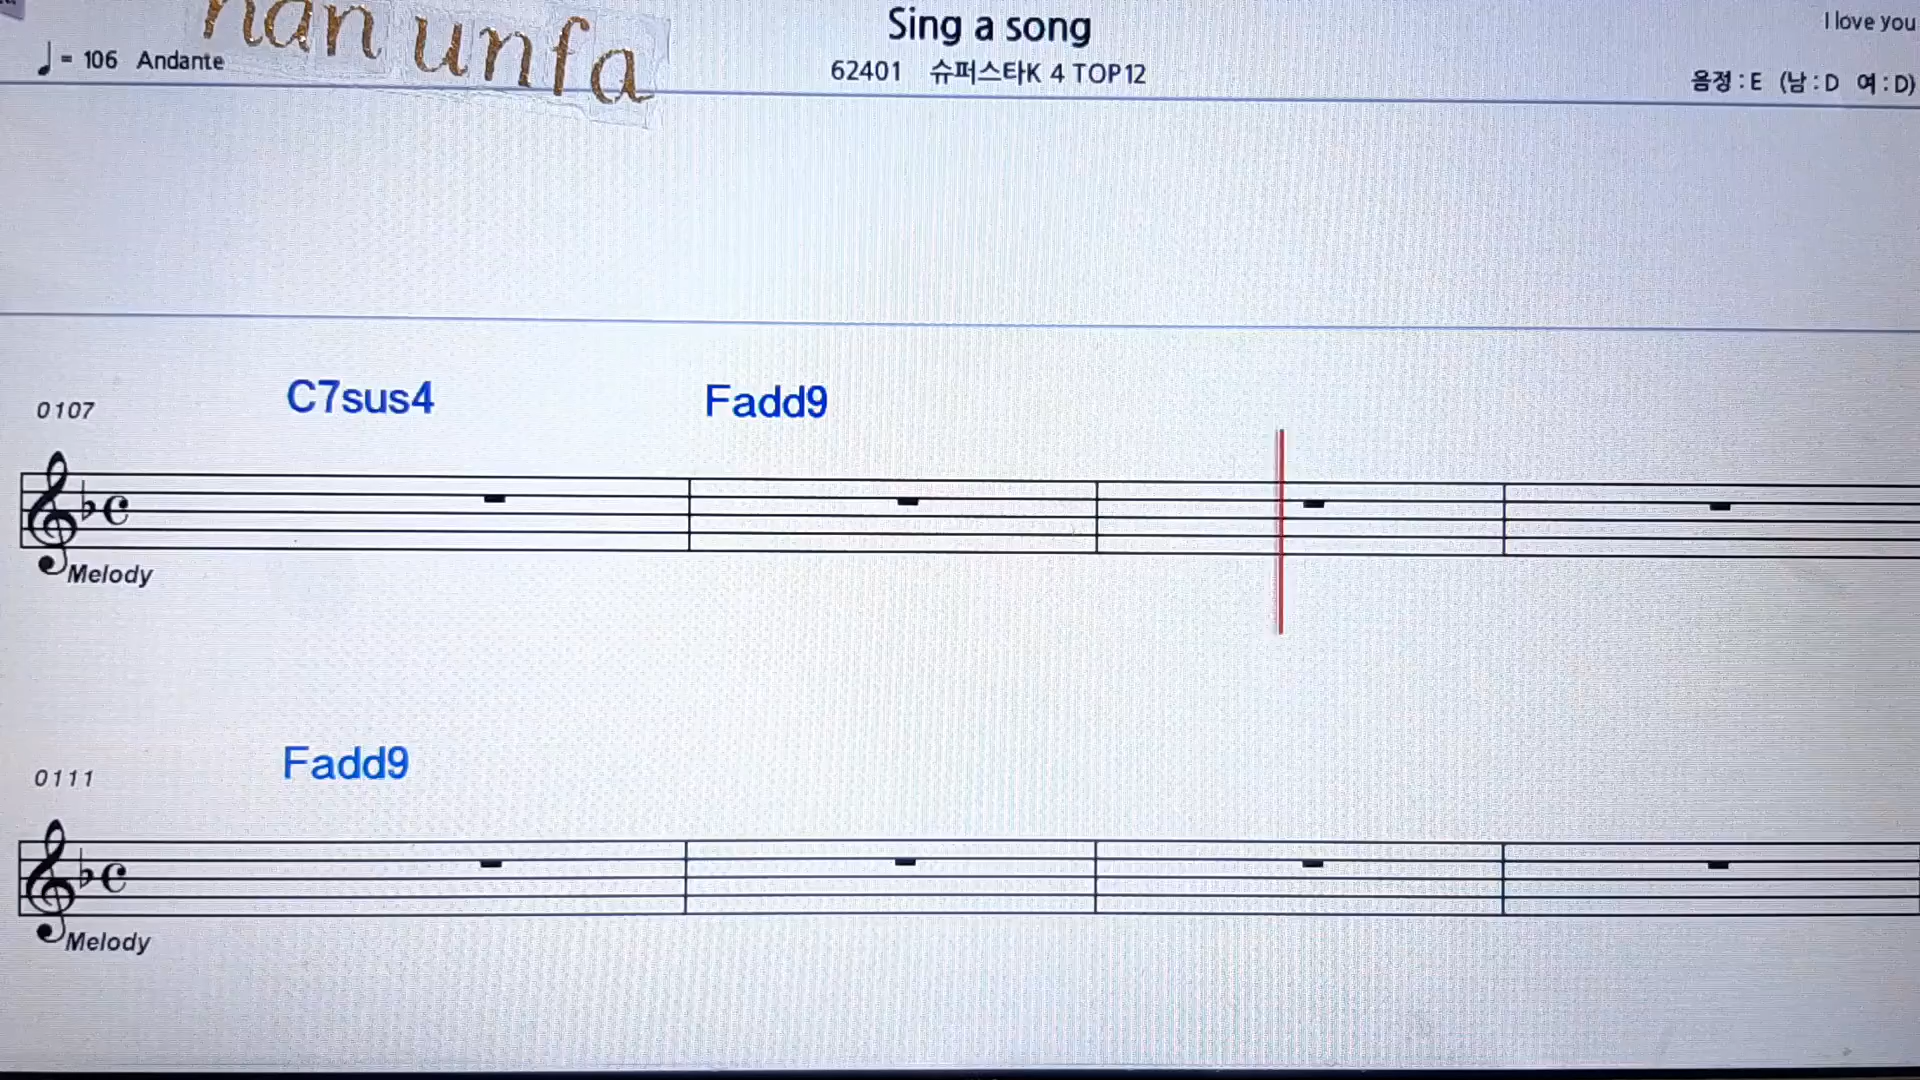 nan unfa
Sing a song
I love you
= 106 Andante
62401 슈퍼스타K 4 TOP12
음정 : E (남 : D 여 : D)
0107
C7sus4 Fadd9
Melody
0111
Fadd9
Melody